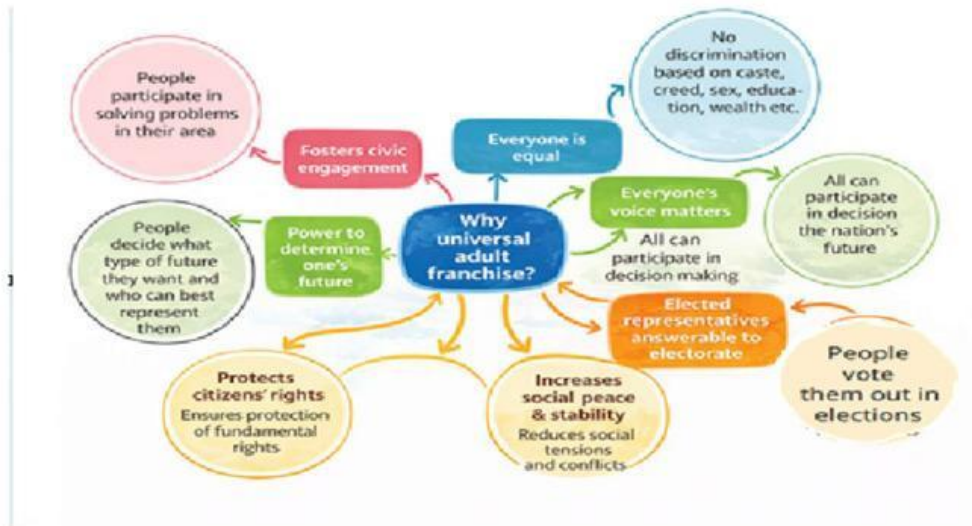 People
participate in
solving problems
in their area
Fosters civic
engagement
Everyone is
equal
No
discrimination
based on caste,
creed, sex, educa-
tion, wealth etc.
Everyone's
voice matters
All can
participate in
decision making
All can
participate
in decision
the nation's
future
Why
universal
adult
franchise?
Power to
determine
one's
future
People
decide what
type of future
they want and
who can best
represent
them
Elected
representatives
answerable to
electorate
People
vote
them out in
elections
Protects
citizens' rights
Ensures protection
of fundamental
rights
Increases
social peace
& stability
Reduces social
tensions
and conflicts